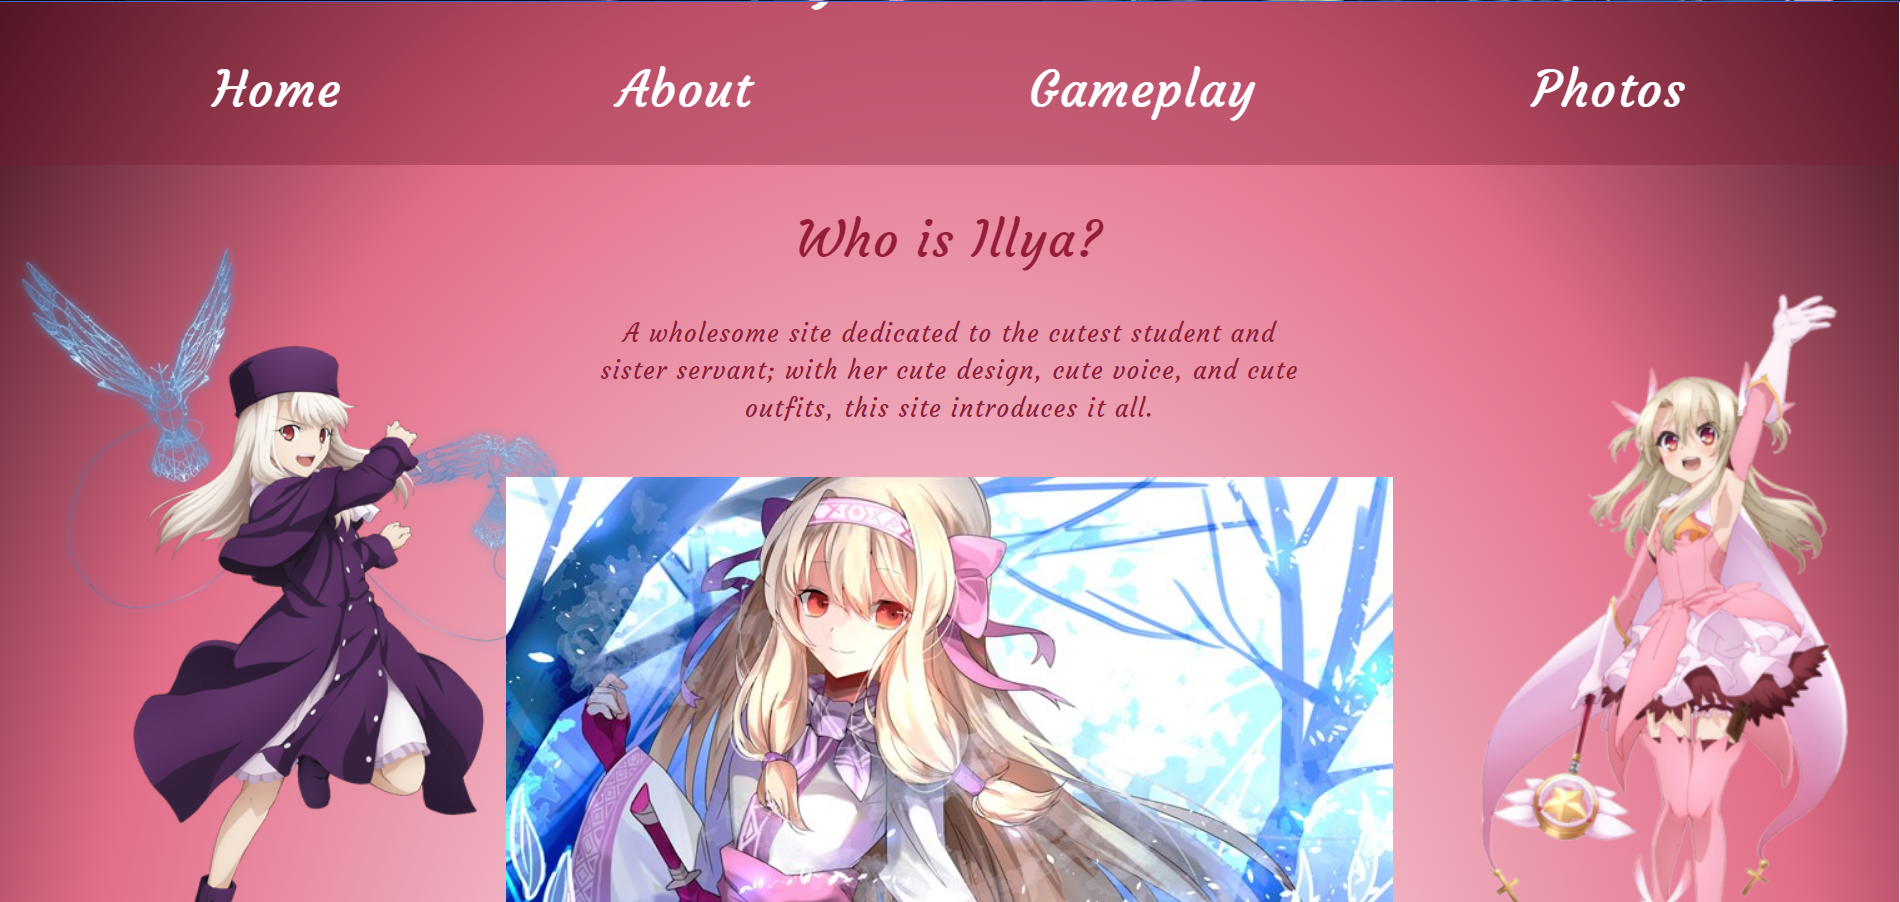 Home About Gameplay Photos
Who is Illya?
A wholesome site dedicated to the cutest student and
sister servant; with her cute design, cute voice, and cute
outfits, this site introduces it all.